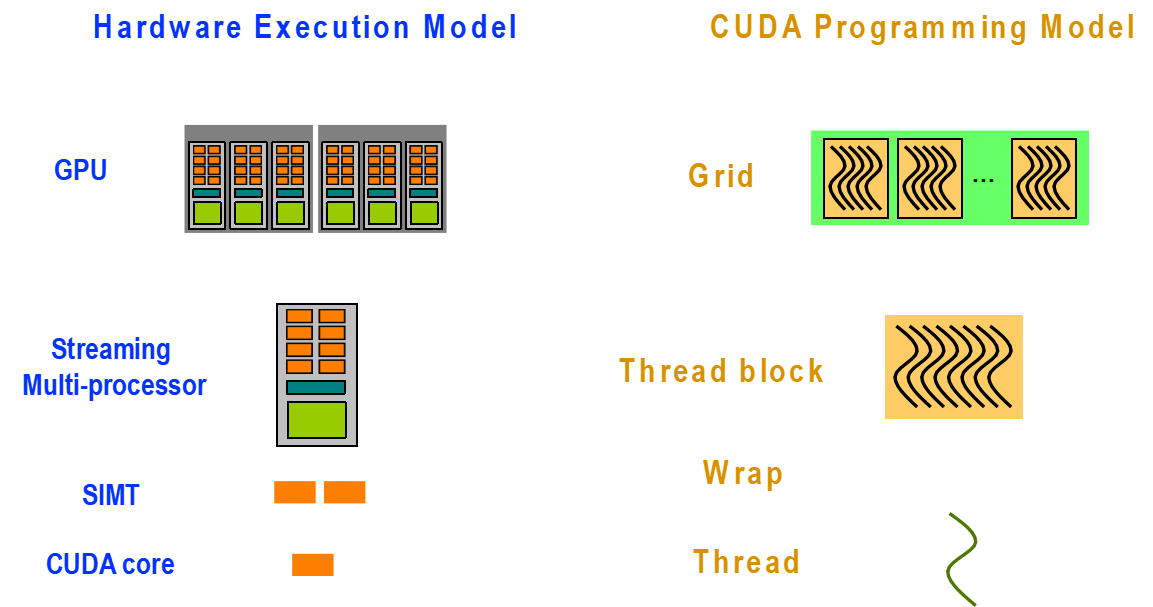 Hardware Execution Model
CUDA Programming Model
GPU
Grid
...
Streaming
Multi-processor
Thread block
SIMT
Wrap
CUDA core
Thread